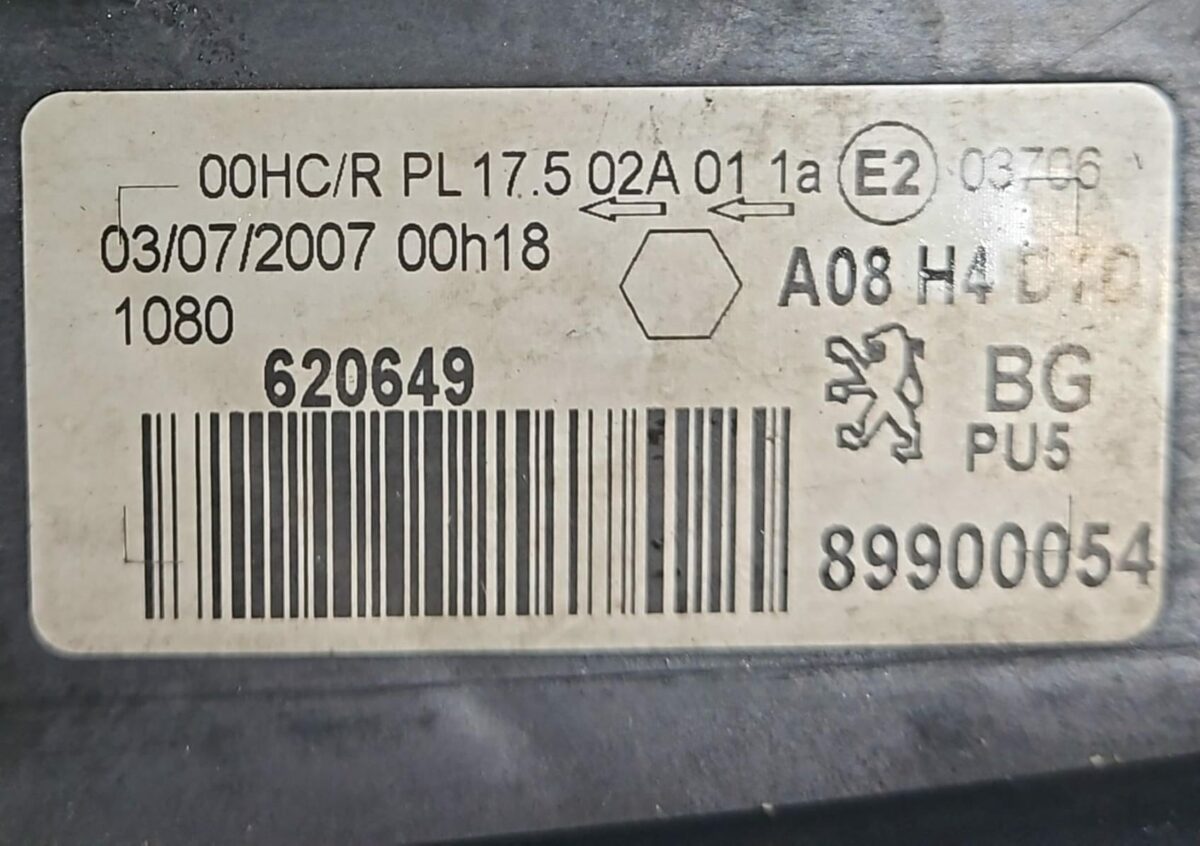 00HC/R PL 17.5 02A 01 1a E2 03706
03/07/2007 00h18
1080
A08 H4
620649
BG
PU5
89900054